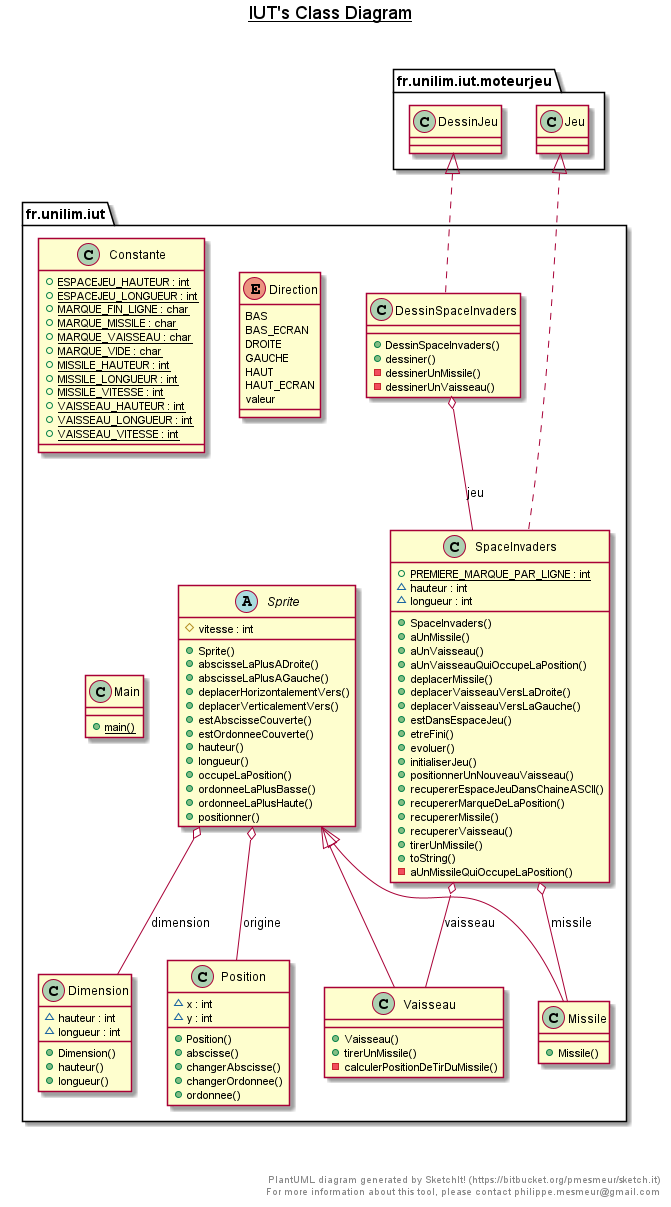 IUT's Class Diagram
fr.unilim.iut.moteurjeu
C DessinJeu
C Jeu
fr.unilim.iut
C Constante
ESPACEJEU_HAUTEUR : int
ESPACEJEU_LONGUEUR : int
MARQUE_FIN_LIGNE : char
MARQUE_MISSILE : char
MARQUE_VAISSEAU : char
MARQUE_VIDE : char
MISSILE_HAUTEUR : int
MISSILE_LONGUEUR : int
MISSILE_VITESSE : int
VAISSEAU_HAUTEUR : int
VAISSEAU_LONGUEUR : int
VAISSEAU_VITESSE : int
E Direction
BAS
BAS_ECRAN
DROITE
GAUCHE
HAUT
HAUT_ECRAN
valeur
C DessinSpaceInvaders
DessinSpaceInvaders()
dessiner()
dessinerUnMissile()
dessinerUnVaisseau()
jeu
C SpaceInvaders
PREMIERE_MARQUE_PAR_LIGNE : int
hauteur : int
longueur : int
SpaceInvaders()
aUnMissile()
aUnVaisseau()
aUnVaisseauQuiOccupeLaPosition()
deplacerMissile()
deplacerVaisseauVersLaDroite()
deplacerVaisseauVersLaGauche()
estDansEspaceJeu()
etreFini()
evoluer()
initialiserJeu()
positionnerUnNouveauVaisseau()
recupererEspaceJeuDansChaineASCII()
recupererMarqueDeLaPosition()
recupererMissile()
recupererVaisseau()
tirerUnMissile()
toString()
aUnMissileQuiOccupeLaPosition()
A Sprite
vitesse : int
Sprite()
abscisseLaPlusADroite()
abscisseLaPlusAGauche()
deplacerHorizontalementVers()
deplacerVerticalementVers()
estAbscisseCouverte()
estOrdonneeCouverte()
hauteur()
longueur()
occupeLaPosition()
ordonneeLaPlusBasse()
ordonneeLaPlusHaute()
positionner()
C Main
main()
dimension
origine
vaisseau
missile
C Dimension
hauteur : int
longueur : int
Dimension()
hauteur()
longueur()
C Position
x : int
y : int
Position()
abscisse()
changerAbscisse()
changerOrdonnee()
ordonnee()
C Vaisseau
Vaisseau()
tirerUnMissile()
calculerPositionDeTirDuMissile()
C Missile
Missile()
PlantUML diagram generated by SketchIt! (https://bitbucket.org/pmesmeur/sketch.it)
For more information about this tool, please contact philippe.mesmeur@gmail.com